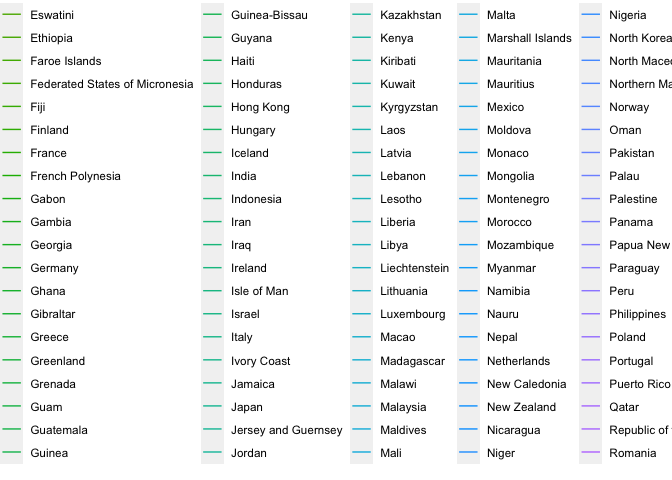 Eswatini
Ethiopia
Faroe Islands
Federated States of Micronesia
Fiji
Finland
France
French Polynesia
Gabon
Gambia
Georgia
Germany
Ghana
Gibraltar
Greece
Greenland
Grenada
Guam
Guatemala
Guinea
Guinea-Bissau
Guyana
Haiti
Honduras
Hong Kong
Hungary
Iceland
India
Indonesia
Iran
Iraq
Ireland
Isle of Man
Israel
Italy
Ivory Coast
Jamaica
Japan
Jersey and Guernsey
Jordan
Kazakhstan
Kenya
Kiribati
Kuwait
Kyrgyzstan
Laos
Latvia
Lebanon
Lesotho
Liberia
Libya
Liechtenstein
Lithuania
Luxembourg
Macao
Madagascar
Malawi
Malaysia
Maldives
Mali
Malta
Marshall Islands
Mauritania
Mauritius
Mexico
Moldova
Monaco
Mongolia
Montenegro
Morocco
Mozambique
Myanmar
Namibia
Nauru
Nepal
Netherlands
New Caledonia
New Zealand
Nicaragua
Niger
Nigeria
North Korea
North Mace
Northern Ma
Norway
Oman
Pakistan
Palau
Palestine
Panama
Papua New
Paraguay
Peru
Philippines
Poland
Portugal
Puerto Rico
Qatar
Republic of
Romania